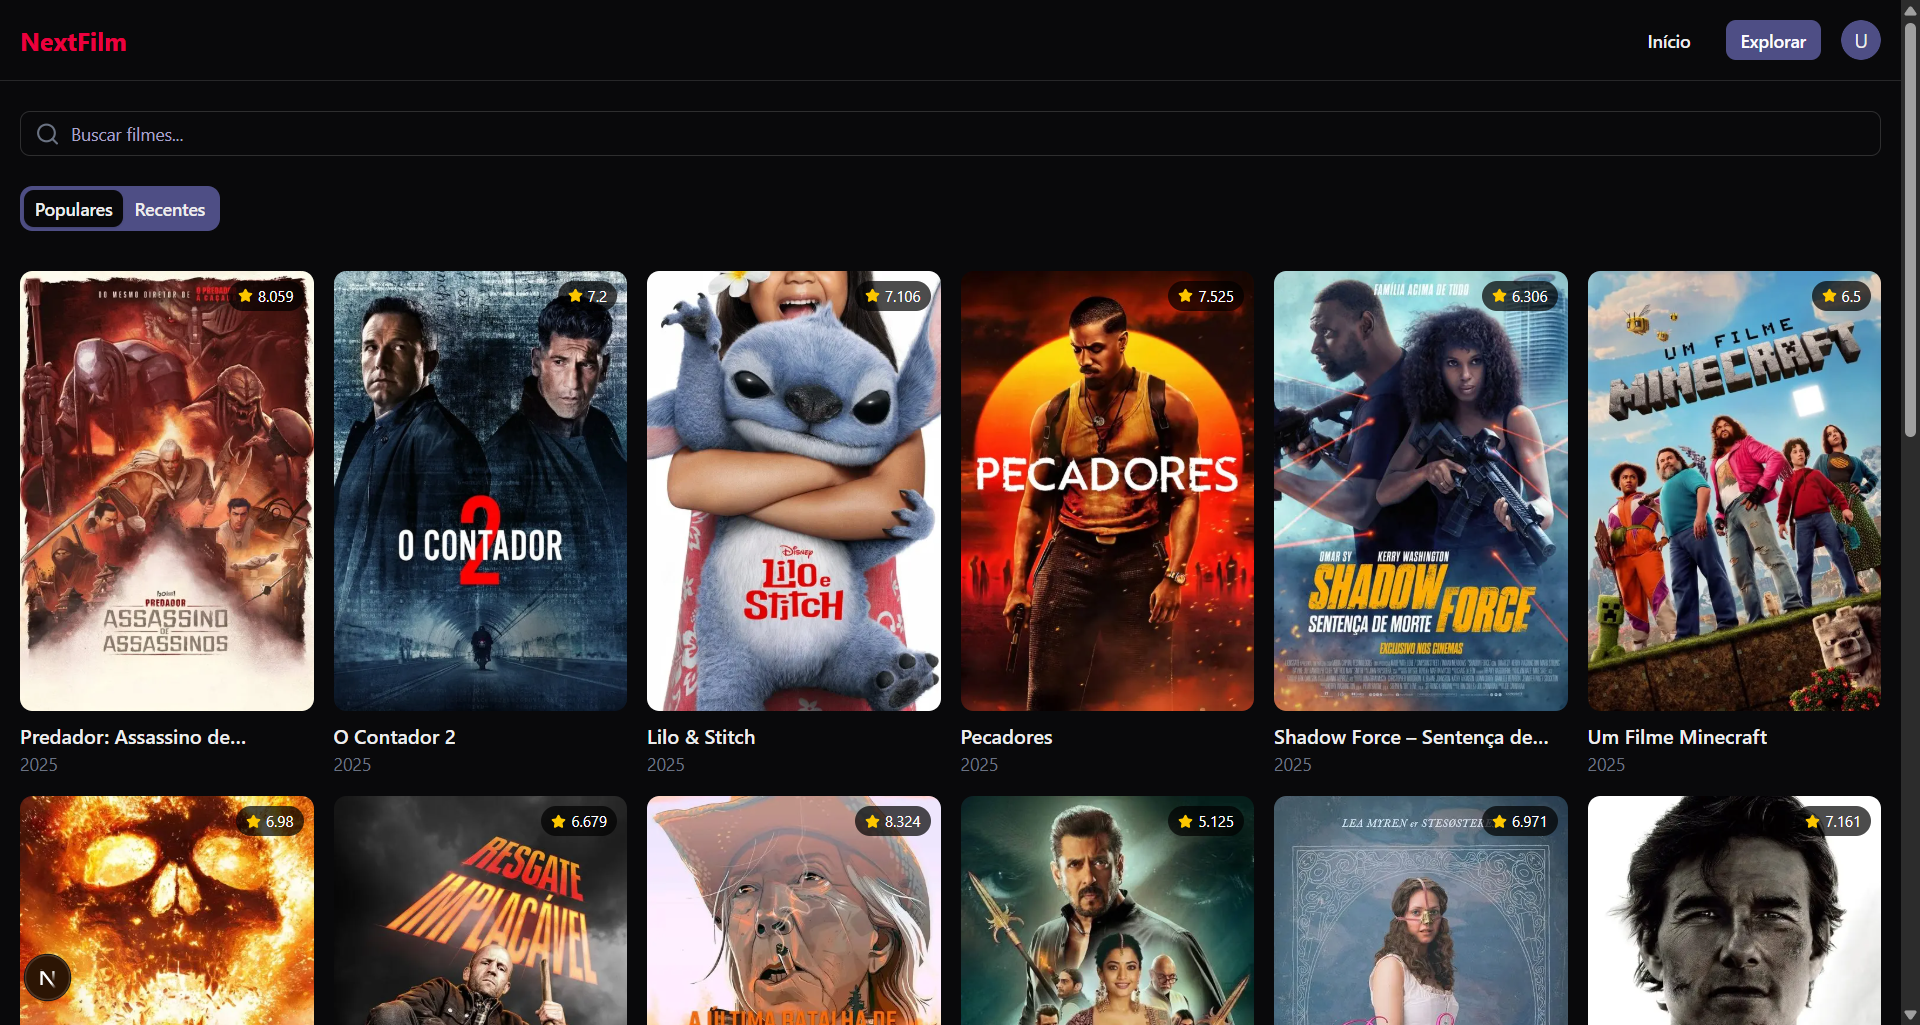 NextFilm
Início
Explorar
U
Buscar filmes...
Populares
Recentes
DO MESMO DIRETOR DE
8.059
7.2
7.106
7.525
FAMÍLIA ACIMA DE TUDO
6.306
6.5
UM FILME
MINECRAFT
PECADORES
2
O CONTADOR
Disney
LILO e
STITCH
OMAR SY KERRY WASHINGTON
SHADOW FORCE
SENTENÇA DE MORTE
EXCLUSIVO NOS CINEMAS
PREDADOR
ASSASSINO
DE
ASSASSINOS
Predador: Assassino de...
O Contador 2
Lilo & Stitch
Pecadores
Shadow Force – Sentença de...
Um Filme Minecraft
2025
2025
2025
2025
2025
2025
6.98
6.679
8.324
5.125
LEA MYREN
6.971
7.161
RESGATE
IMPLACÁVEL
N
A ÚLTIMA BATALHA DE